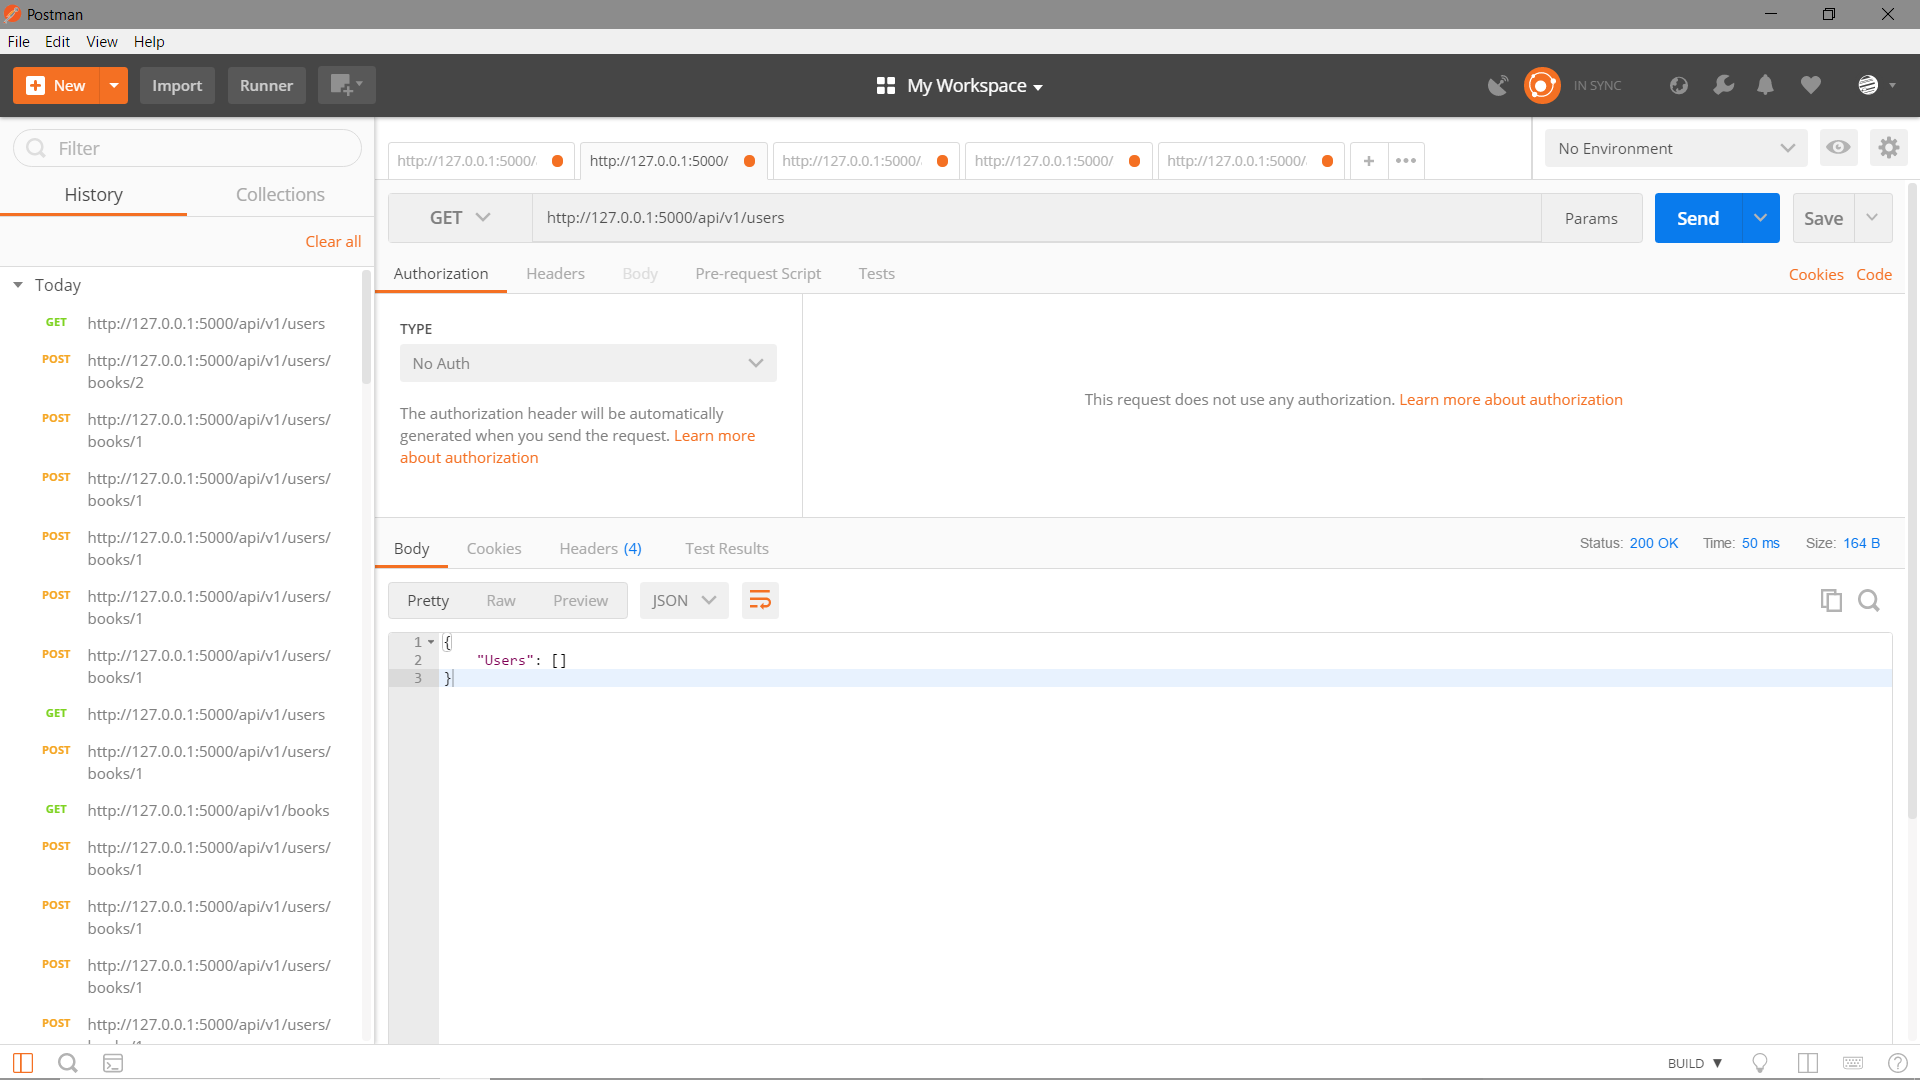 Postman
File Edit View Help
New Import Runner My Workspace IN SYNC
Filter
History Collections
Clear all
Today
GET http://127.0.0.1:5000/api/v1/users
POST http://127.0.0.1:5000/api/v1/users/
books/2
POST http://127.0.0.1:5000/api/v1/users/
books/1
POST http://127.0.0.1:5000/api/v1/users/
books/1
POST http://127.0.0.1:5000/api/v1/users/
books/1
POST http://127.0.0.1:5000/api/v1/users/
books/1
POST http://127.0.0.1:5000/api/v1/users/
books/1
GET http://127.0.0.1:5000/api/v1/users
POST http://127.0.0.1:5000/api/v1/users/
books/1
GET http://127.0.0.1:5000/api/v1/books
POST http://127.0.0.1:5000/api/v1/users/
books/1
POST http://127.0.0.1:5000/api/v1/users/
books/1
POST http://127.0.0.1:5000/api/v1/users/
books/1
POST http://127.0.0.1:5000/api/v1/users/
http://127.0.0.1:5000/ http://127.0.0.1:5000/ http://127.0.0.1:5000/ http://127.0.0.1:5000/ http://127.0.0.1:5000/ + •••
No Environment
GET http://127.0.0.1:5000/api/v1/users Params Send Save
Authorization Headers Body Pre-request Script Tests Cookies Code
TYPE
No Auth
The authorization header will be automatically
generated when you send the request. Learn more
about authorization
This request does not use any authorization. Learn more about authorization
Body Cookies Headers (4) Test Results Status: 200 OK Time: 50 ms Size: 164 B
Pretty Raw Preview JSON
1 {
2 "Users": []
3 }
BUILD ▼